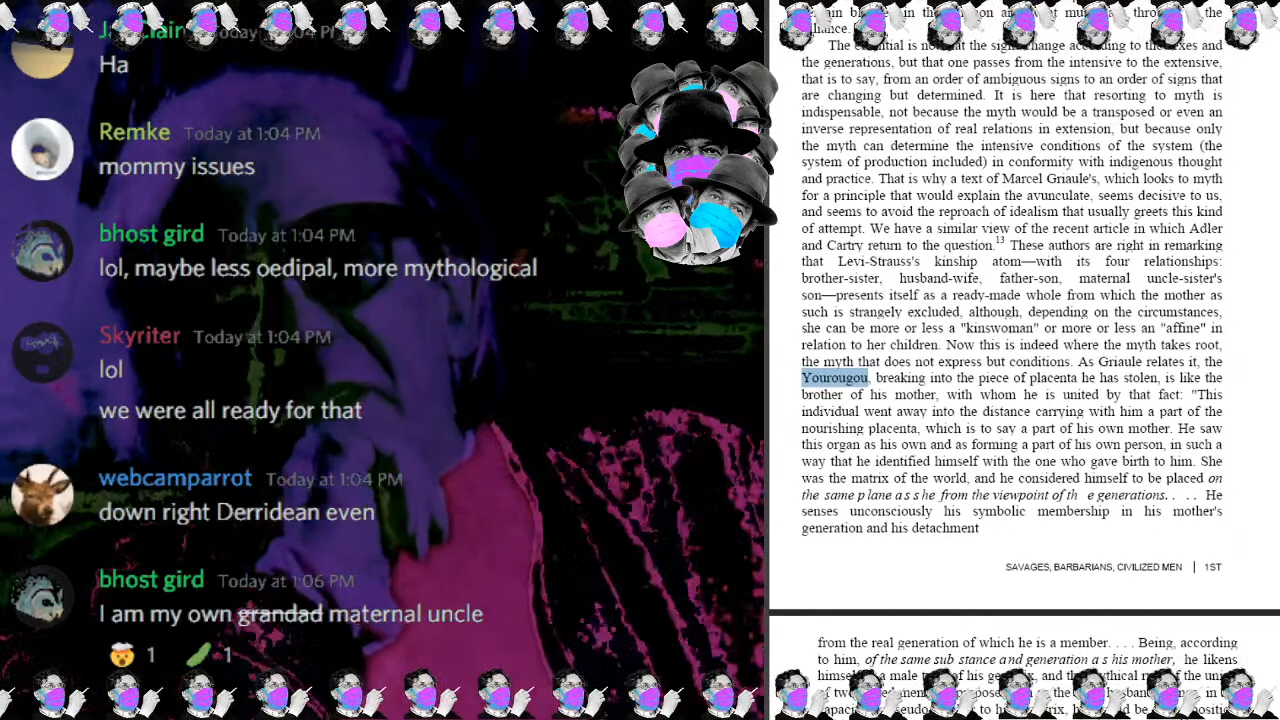 Today at 1:04 PM
Ha
Remke Today at 1:04 PM
mommy issues
bhost gird Today at 1:04 PM
lol, maybe less oedipal, more mythological
Skyriter Today at 1:04 PM
lol
we were all ready for that
webcamparrot Today at 1:04 PM
down right Derridean even
bhost gird Today at 1:06 PM
I am my own grandad maternal uncle
1 1
in the
The essential is not that the signs change according to the sexes and
the generations, but that one passes from the intensive to the extensive,
that is to say, from an order of ambiguous signs to an order of signs that
are changing but determined. It is here that resorting to myth is
indispensable, not because the myth would be a transposed or even an
inverse representation of real relations in extension, but because only
the myth can determine the intensive conditions of the system (the
system of production included) in conformity with indigenous thought
and practice. That is why a text of Marcel Griaule's, which looks to myth
for a principle that would explain the avunculate, seems decisive to us,
and seems to avoid the reproach of idealism that usually greets this kind
of attempt. We have a similar view of the recent article in which Adler
and Cartry return to the question.13 These authors are right in remarking
that Levi-Strauss's kinship atom—with its four relationships:
brother-sister, husband-wife, father-son, maternal uncle-sister's
son—presents itself as a ready-made whole from which the mother as
such is strangely excluded, although, depending on the circumstances,
she can be more or less a "kinswoman" or more or less an "affine" in
relation to her children. Now this is indeed where the myth takes root,
the myth that does not express but conditions. As Griaule relates it, the
Yourougou, breaking into the piece of placenta he has stolen, is like the
brother of his mother, with whom he is united by that fact: "This
individual went away into the distance carrying with him a part of the
nourishing placenta, which is to say a part of his own mother. He saw
this organ as his own and as forming a part of his own person, in such a
way that he identified himself with the one who gave birth to him. She
was the matrix of the world, and he considered himself to be placed on
the same p lane a s s he from the viewpoint of th e generations. . . . He
senses unconsciously his symbolic membership in his mother's
generation and his detachment
SAVAGES, BARBARIANS, CIVILIZED MEN | 1ST
from the real generation of which he is a member. . . . Being, according
to him, of the same sub stance and generation a s his mother, he likens